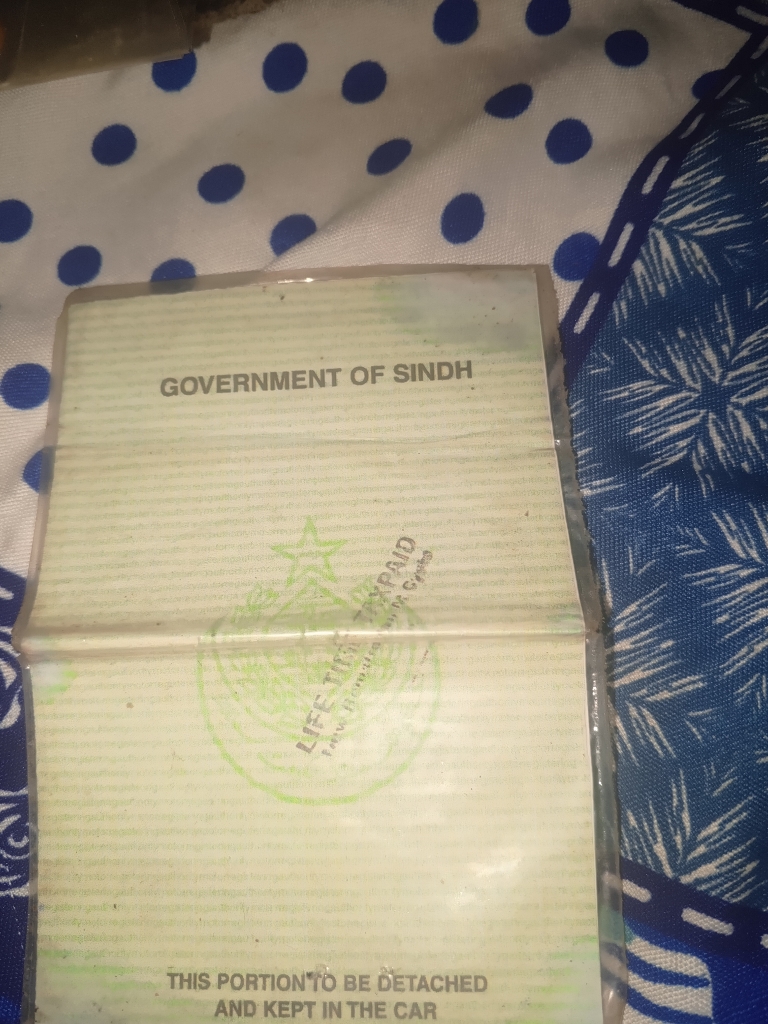 GOVERNMENT OF SINDH
LIFE TIME TAXPAID
THIS PORTION TO BE DETACHED
AND KEPT IN THE CAR